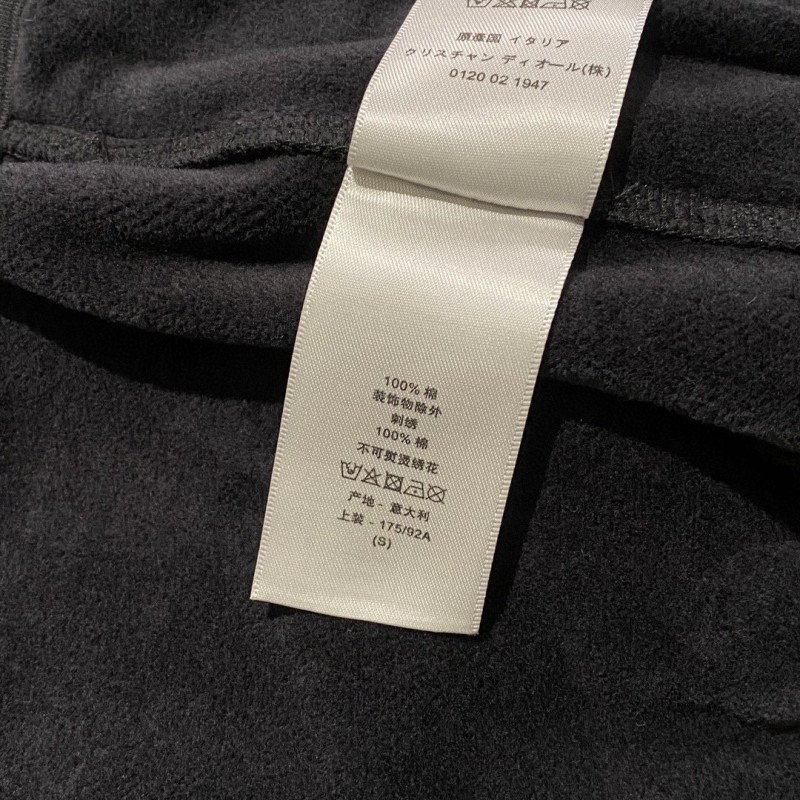 原産国 イタリア
クリスチャン ディオール(株)
0120 02 1947
100% 棉
装饰物除外
刺绣
100% 棉
不可熨烫绣花
产地 - 意大利
上装 - 175/92A
(S)